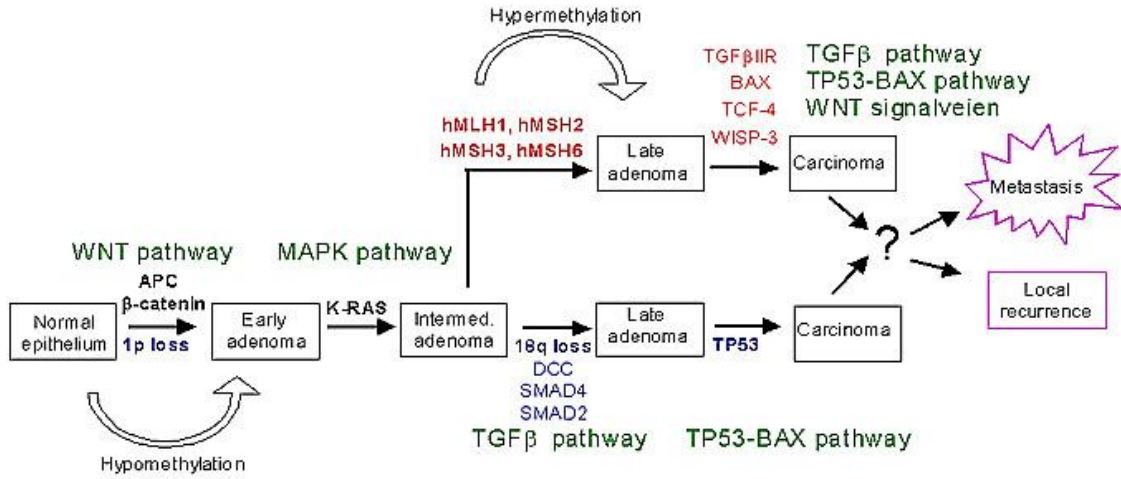 Hypermethylation
TGFβIIR
BAX
TCF-4
WISP-3
TGFβ pathway
TP53-BAX pathway
WNT signalveien
hMLH1, hMSH2
hMSH3, hMSH6
Late
adenoma
Carcinoma
Metastasis
?
WNT pathway
MAPK pathway
APC
β-catenin
1p loss
K-RAS
Normal
epithelium
Early
adenoma
Intermed.
adenoma
18q loss
DCC
SMAD4
SMAD2
Late
adenoma
TP53
Carcinoma
Local
recurrence
TGFβ pathway
TP53-BAX pathway
Hypomethylation